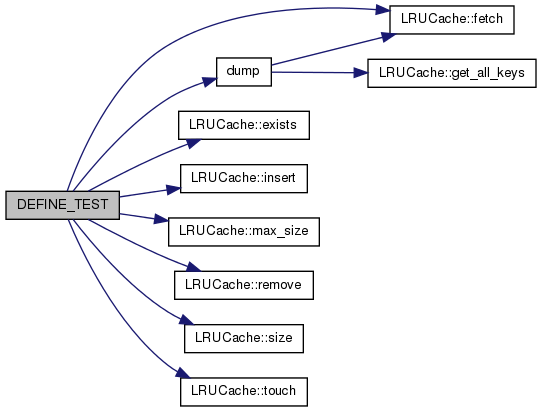 LRUCache::fetch
dump
LRUCache::get_all_keys
LRUCache::exists
LRUCache::insert
DEFINE_TEST
LRUCache::max_size
LRUCache::remove
LRUCache::size
LRUCache::touch